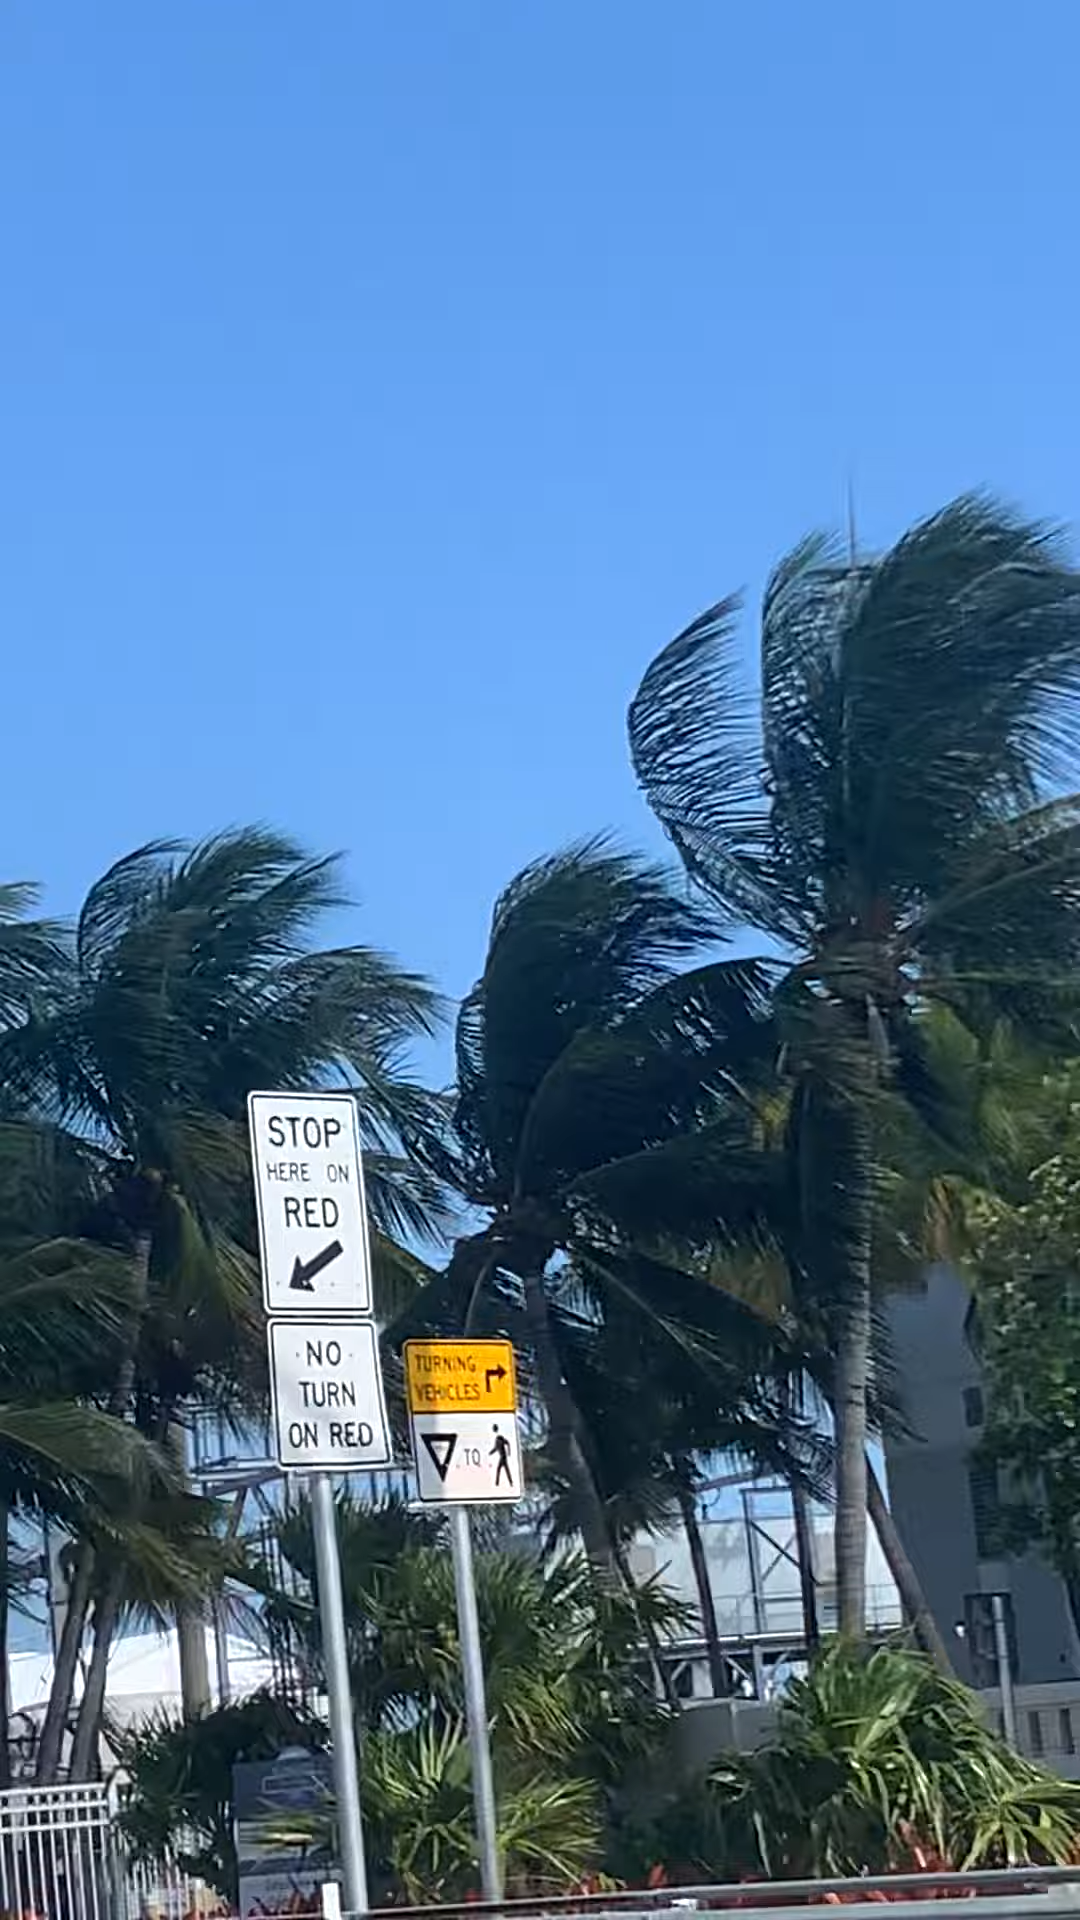 STOP
HERE ON
RED
NO
TURN
ON RED
TURNING
VEHICLES
TO